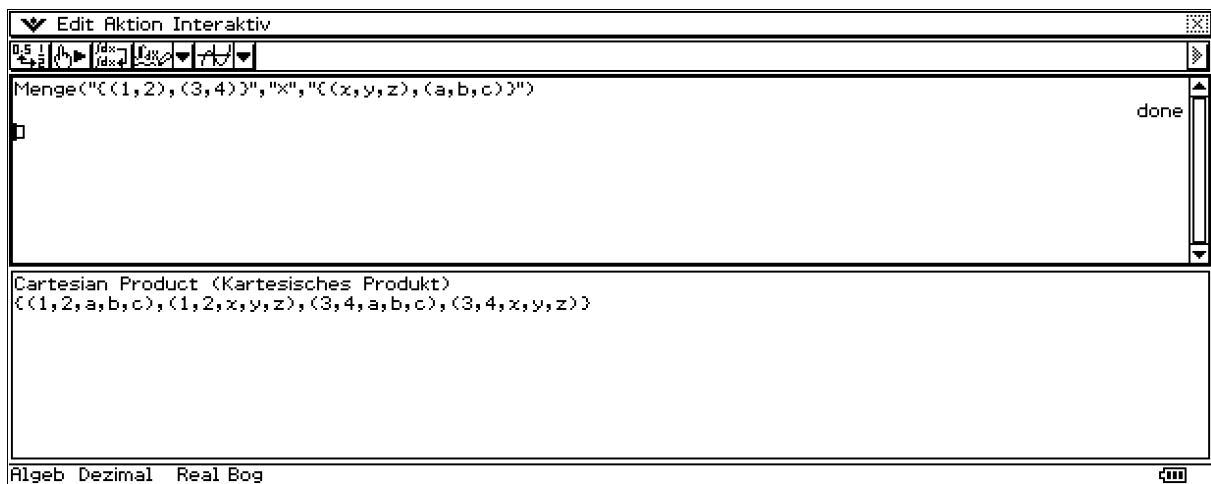 Edit Aktion Interaktiv
Menge("{(1,2),(3,4)}","×","{(x,y,z),(a,b,c)}")
done
Cartesian Product (Kartesisches Produkt)
{(1,2,a,b,c),(1,2,x,y,z),(3,4,a,b,c),(3,4,x,y,z)}
Algeb Dezimal Real Bog